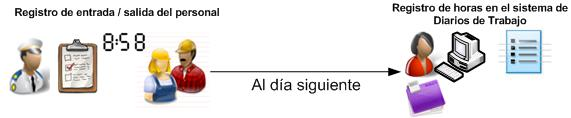 Registro de entrada / salida del personal
8:58
Al día siguiente
Registro de horas en el sistema de
Diarios de Trabajo